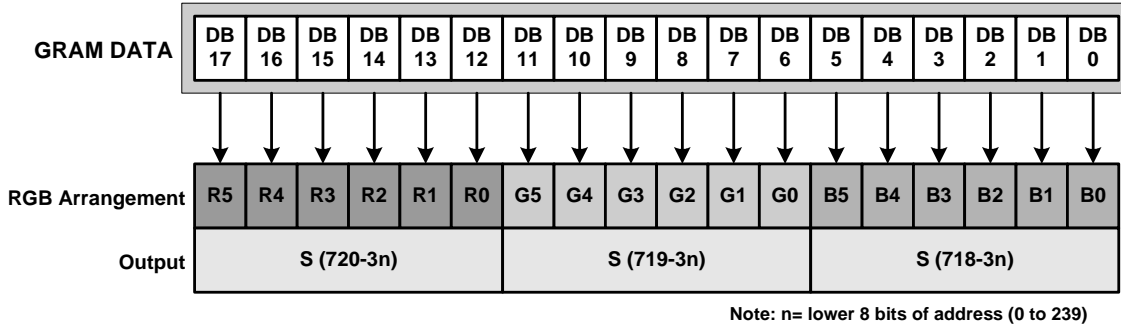 GRAM DATA DB 17 DB 16 DB 15 DB 14 DB 13 DB 12 DB 11 DB 10 DB 9 DB 8 DB 7 DB 6 DB 5 DB 4 DB 3 DB 2 DB 1 DB 0
RGB Arrangement R5 R4 R3 R2 R1 R0 G5 G4 G3 G2 G1 G0 B5 B4 B3 B2 B1 B0
Output S (720-3n) S (719-3n) S (718-3n)
Note: n= lower 8 bits of address (0 to 239)